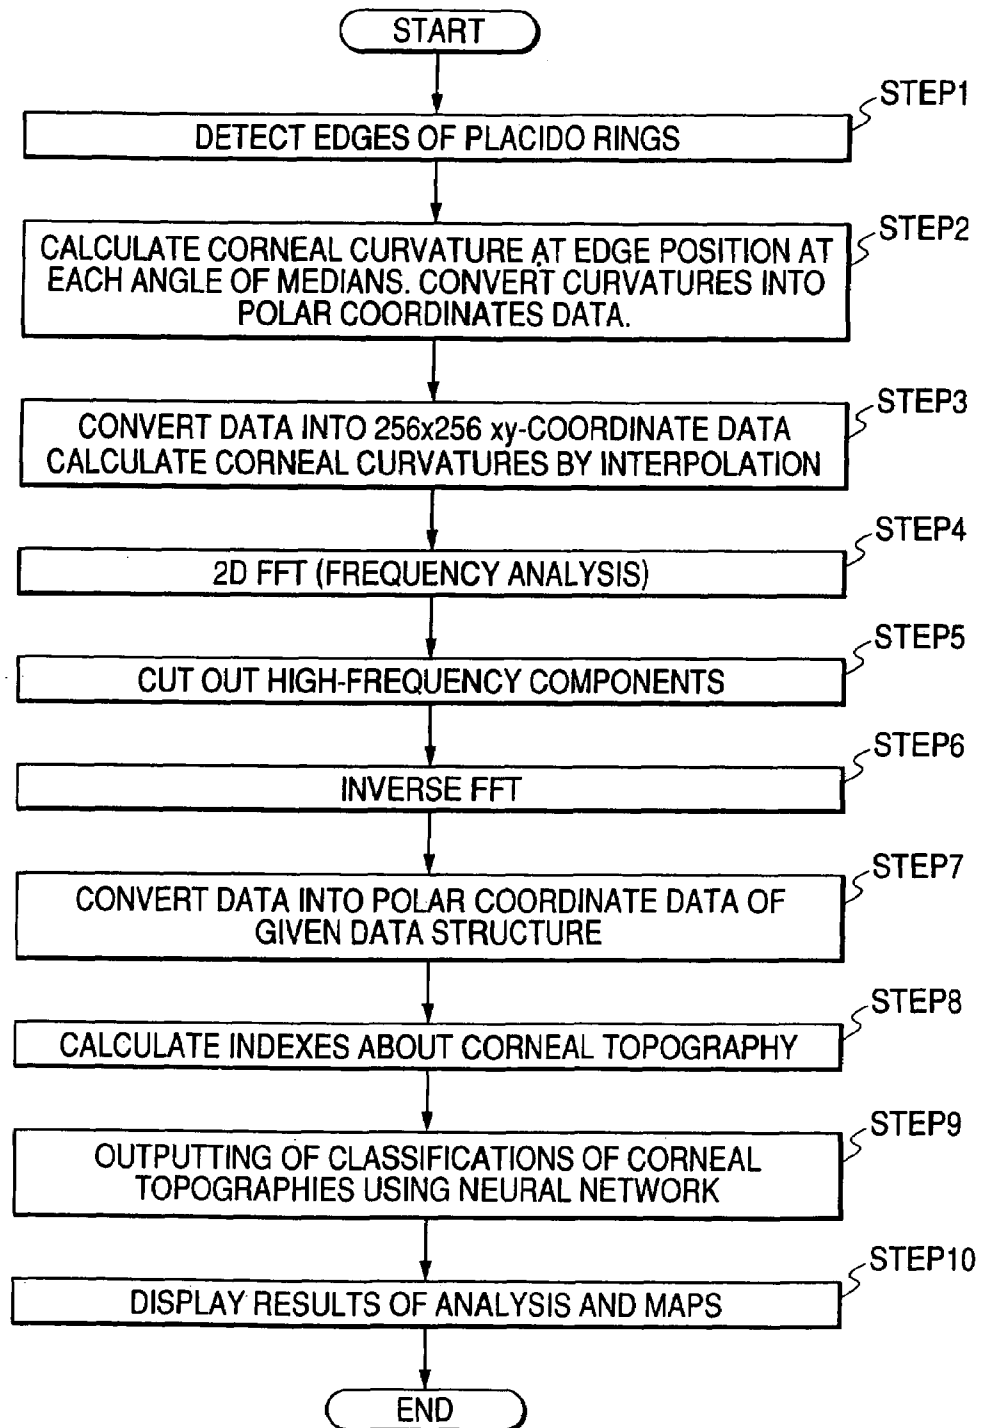 START
STEP1
DETECT EDGES OF PLACIDO RINGS
STEP2
CALCULATE CORNEAL CURVATURE AT EDGE POSITION AT
EACH ANGLE OF MEDIANS. CONVERT CURVATURES INTO
POLAR COORDINATES DATA.
STEP3
CONVERT DATA INTO 256x256 xy-COORDINATE DATA
CALCULATE CORNEAL CURVATURES BY INTERPOLATION
STEP4
2D FFT (FREQUENCY ANALYSIS)
STEP5
CUT OUT HIGH-FREQUENCY COMPONENTS
STEP6
INVERSE FFT
STEP7
CONVERT DATA INTO POLAR COORDINATE DATA OF
GIVEN DATA STRUCTURE
STEP8
CALCULATE INDEXES ABOUT CORNEAL TOPOGRAPHY
STEP9
OUTPUTTING OF CLASSIFICATIONS OF CORNEAL
TOPOGRAPHIES USING NEURAL NETWORK
STEP10
DISPLAY RESULTS OF ANALYSIS AND MAPS
END